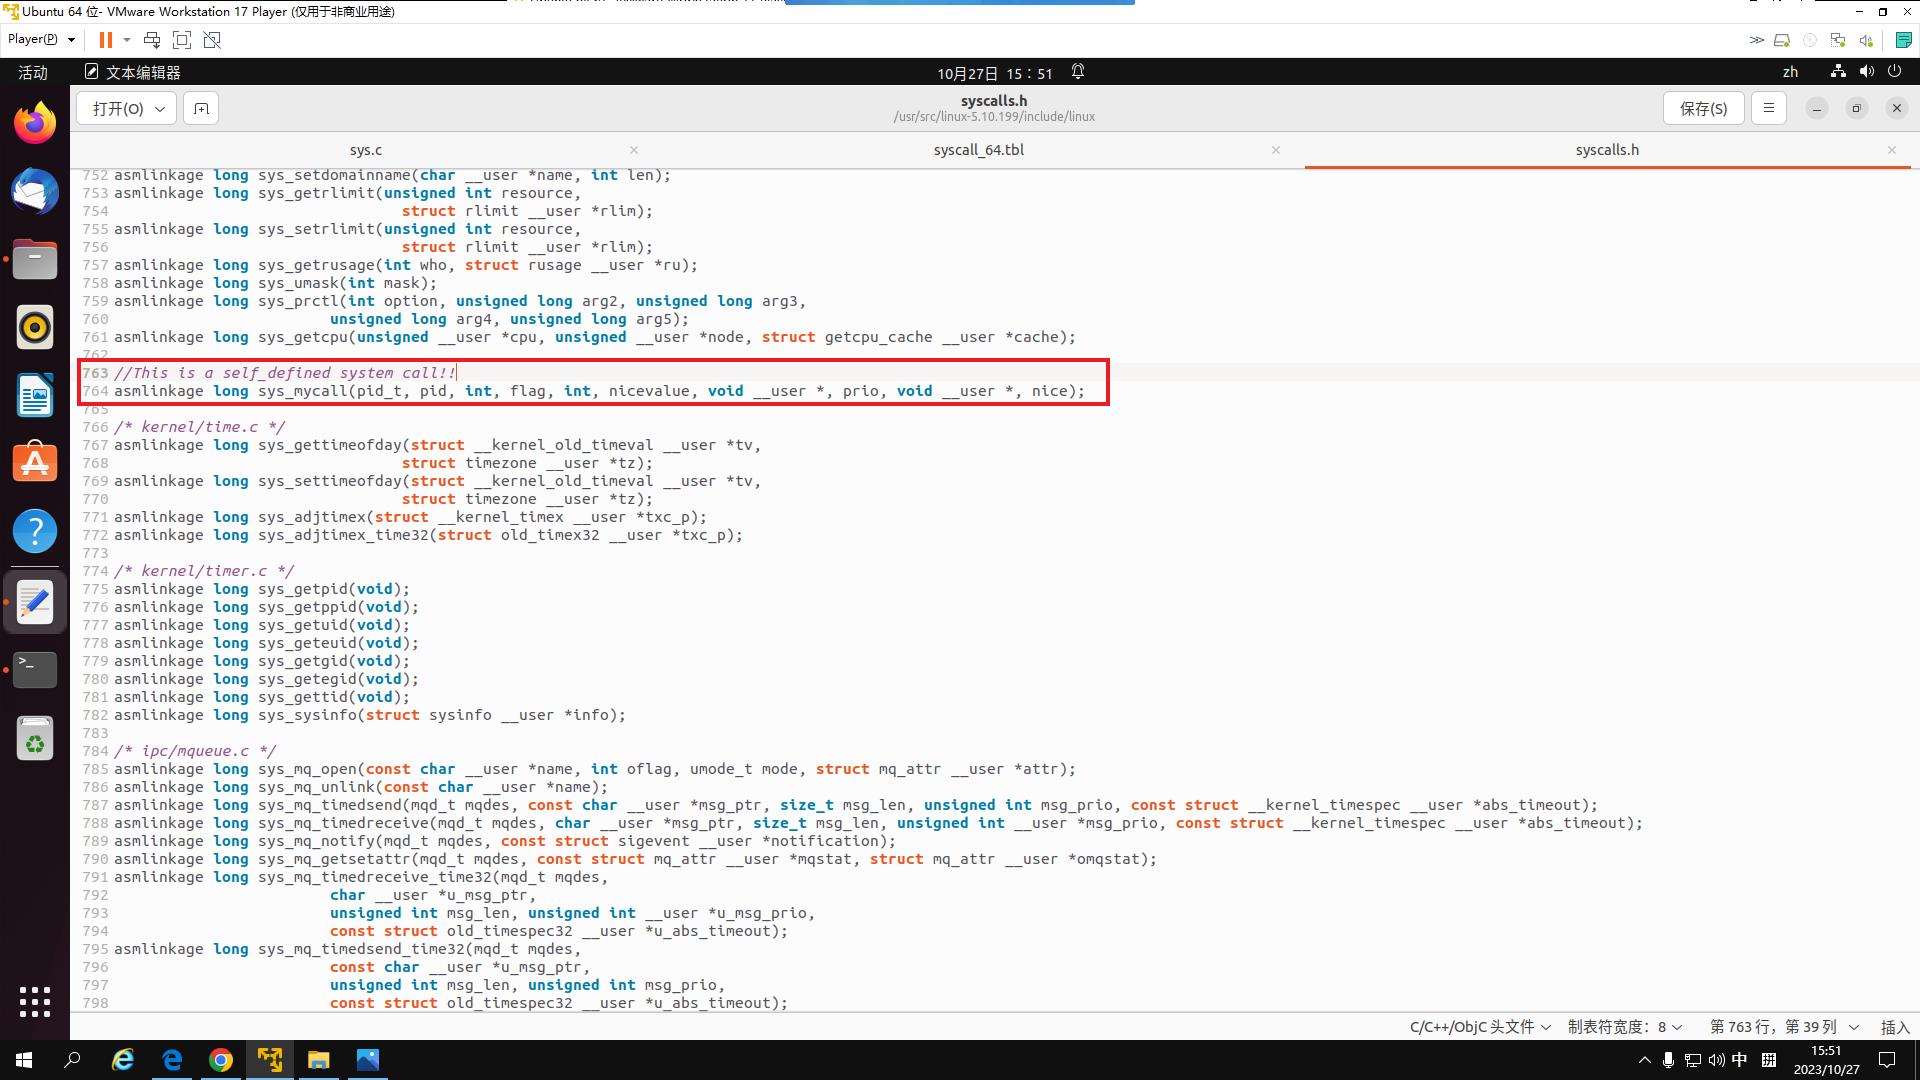 Ubuntu 64 位- VMware Workstation 17 Player (仅用于非商业用途)
Player(P)
活动
文本编辑器
10月27日 15：51
zh
打开(O)
syscalls.h
/usr/src/linux-5.10.199/include/linux
保存(S)
sys.c
syscall_64.tbl
syscalls.h
752 asmlinkage long sys_setdomainname(char __user *name, int len);
753 asmlinkage long sys_getrlimit(unsigned int resource,
754 struct rlimit __user *rlim);
755 asmlinkage long sys_setrlimit(unsigned int resource,
756 struct rlimit __user *rlim);
757 asmlinkage long sys_getrusage(int who, struct rusage __user *ru);
758 asmlinkage long sys_umask(int mask);
759 asmlinkage long sys_prctl(int option, unsigned long arg2, unsigned long arg3,
760 unsigned long arg4, unsigned long arg5);
761 asmlinkage long sys_getcpu(unsigned __user *cpu, unsigned __user *node, struct getcpu_cache __user *cache);
762
763 //This is a self_defined system call!!
764 asmlinkage long sys_mycall(pid_t, pid, int, flag, int, nicevalue, void __user *, prio, void __user *, nice);
765
766 /* kernel/time.c */
767 asmlinkage long sys_gettimeofday(struct __kernel_old_timeval __user *tv,
768 struct timezone __user *tz);
769 asmlinkage long sys_settimeofday(struct __kernel_old_timeval __user *tv,
770 struct timezone __user *tz);
771 asmlinkage long sys_adjtimex(struct __kernel_timex __user *txc_p);
772 asmlinkage long sys_adjtimex_time32(struct old_timex32 __user *txc_p);
773
774 /* kernel/timer.c */
775 asmlinkage long sys_getpid(void);
776 asmlinkage long sys_getppid(void);
777 asmlinkage long sys_getuid(void);
778 asmlinkage long sys_geteuid(void);
779 asmlinkage long sys_getgid(void);
780 asmlinkage long sys_getegid(void);
781 asmlinkage long sys_gettid(void);
782 asmlinkage long sys_sysinfo(struct sysinfo __user *info);
783
784 /* ipc/mqueue.c */
785 asmlinkage long sys_mq_open(const char __user *name, int oflag, umode_t mode, struct mq_attr __user *attr);
786 asmlinkage long sys_mq_unlink(const char __user *name);
787 asmlinkage long sys_mq_timedsend(mqd_t mqdes, const char __user *msg_ptr, size_t msg_len, unsigned int msg_prio, const struct __kernel_timespec __user *abs_timeout);
788 asmlinkage long sys_mq_timedreceive(mqd_t mqdes, char __user *msg_ptr, size_t msg_len, unsigned int __user *msg_prio, const struct __kernel_timespec __user *abs_timeout);
789 asmlinkage long sys_mq_notify(mqd_t mqdes, const struct sigevent __user *notification);
790 asmlinkage long sys_mq_getsetattr(mqd_t mqdes, const struct mq_attr __user *mqstat, struct mq_attr __user *omqstat);
791 asmlinkage long sys_mq_timedreceive_time32(mqd_t mqdes,
792 char __user *u_msg_ptr,
793 unsigned int msg_len, unsigned int __user *u_msg_prio,
794 const struct old_timespec32 __user *u_abs_timeout);
795 asmlinkage long sys_mq_timedsend_time32(mqd_t mqdes,
796 const char __user *u_msg_ptr,
797 unsigned int msg_len, unsigned int msg_prio,
798 const struct old_timespec32 __user *u_abs_timeout);
C/C++/ObjC 头文件
制表符宽度：8
第 763 行，第 39 列
插入
中
15:51
2023/10/27